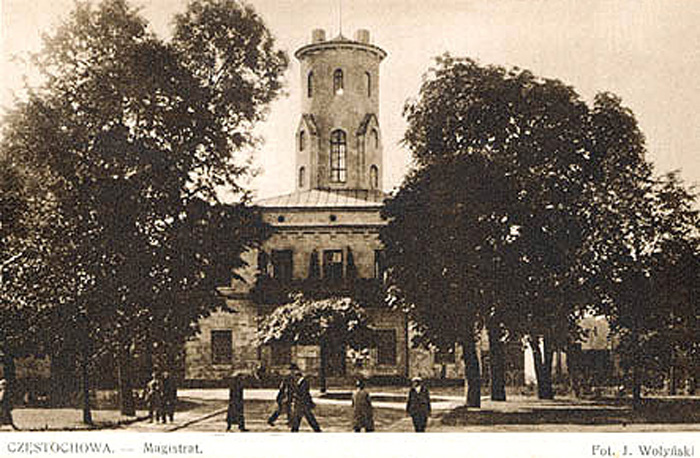 CZĘSTOCHOWA. — Magistrat.
Fot. J. Wołyński